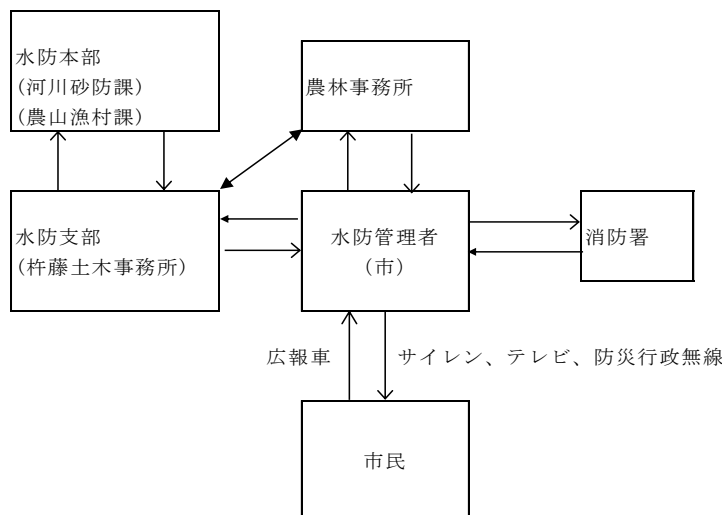 水防本部
(河川砂防課)
(農山漁村課)
農林事務所
水防支部
(杵藤土木事務所)
水防管理者
(市)
消防署
広報車
サイレン、テレビ、防災行政無線
市民